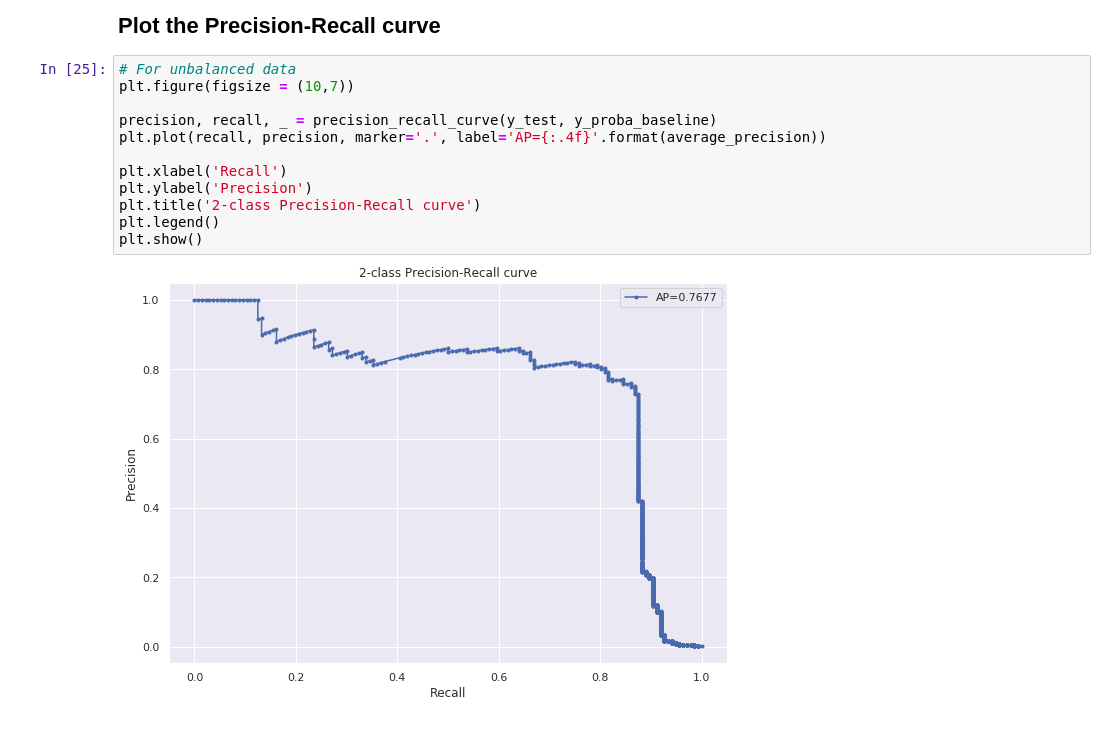 Plot the Precision-Recall curve
In [25]:
# For unbalanced data
plt.figure(figsize = (10,7))
precision, recall, _ = precision_recall_curve(y_test, y_proba_baseline)
plt.plot(recall, precision, marker='.', label='AP={:.4f}'.format(average_precision))
plt.xlabel('Recall')
plt.ylabel('Precision')
plt.title('2-class Precision-Recall curve')
plt.legend()
plt.show()
2-class Precision-Recall curve
AP=0.7677
1.0
0.8
0.6
0.4
0.2
0.0
Precision
0.0 0.2 0.4 0.6 0.8 1.0
Recall